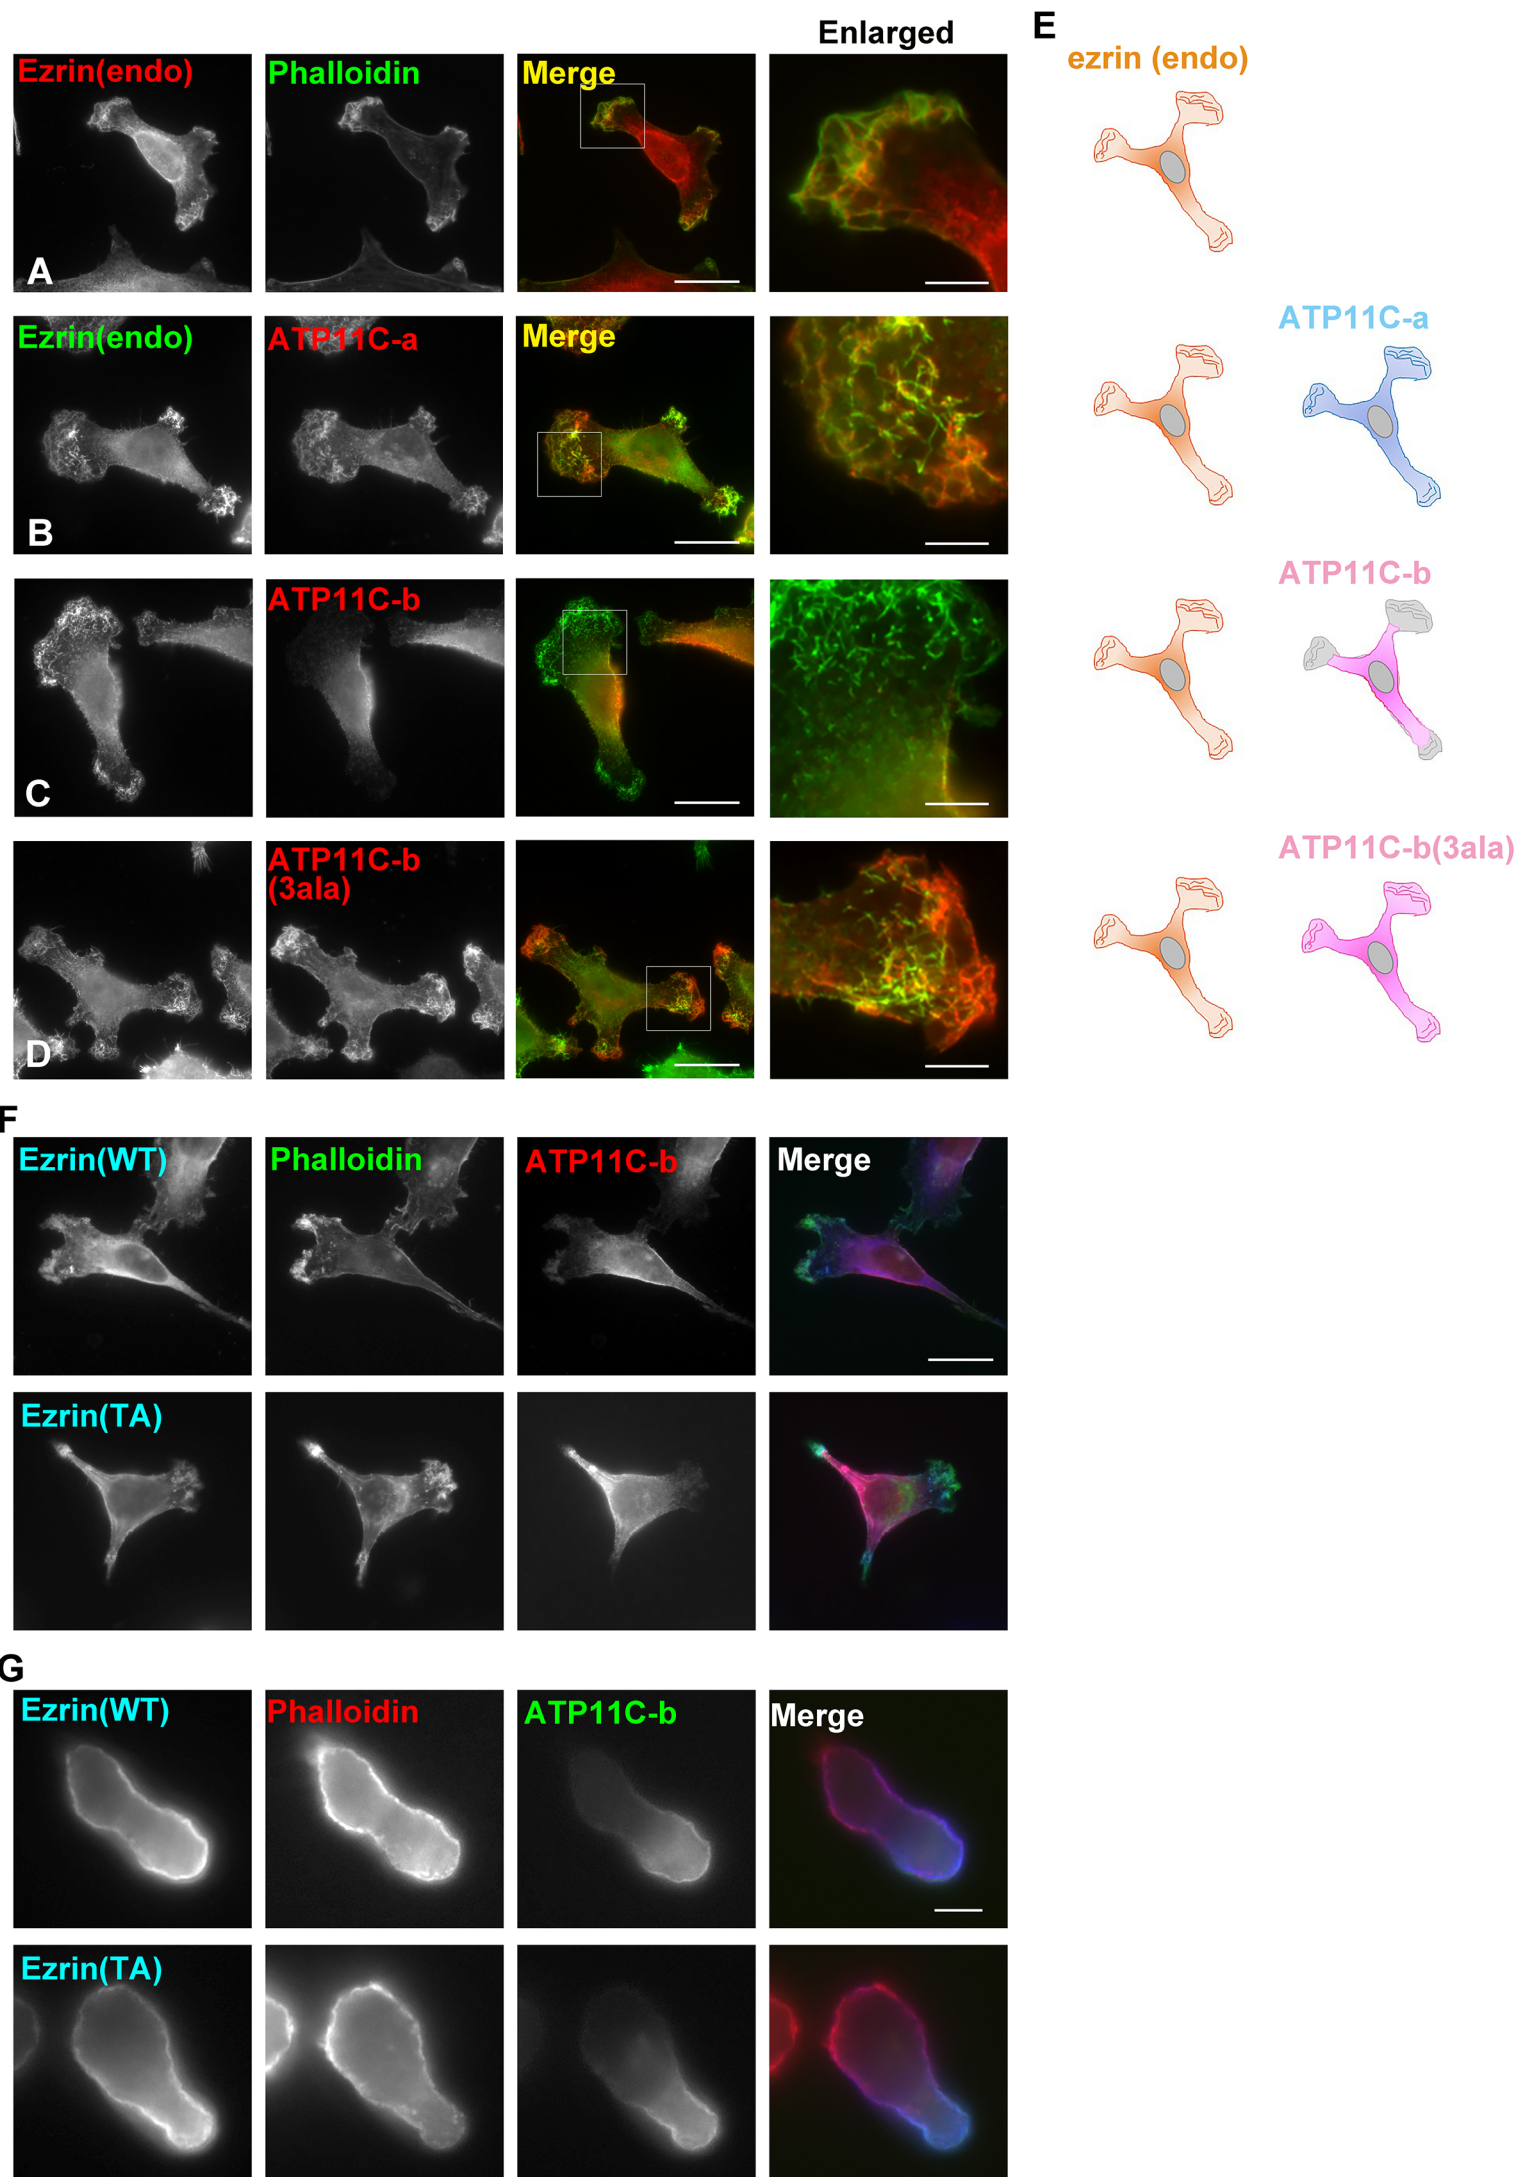 Enlarged
Ezrin(endo)
Phalloidin
Merge
A
Ezrin(endo)
ATP11C-a
Merge
B
ATP11C-b
C
ATP11C-b
(3ala)
D
E
ezrin (endo)
ATP11C-a
ATP11C-b
ATP11C-b(3ala)
F
Ezrin(WT)
Phalloidin
ATP11C-b
Merge
Ezrin(TA)
G
Ezrin(WT)
Phalloidin
ATP11C-b
Merge
Ezrin(TA)